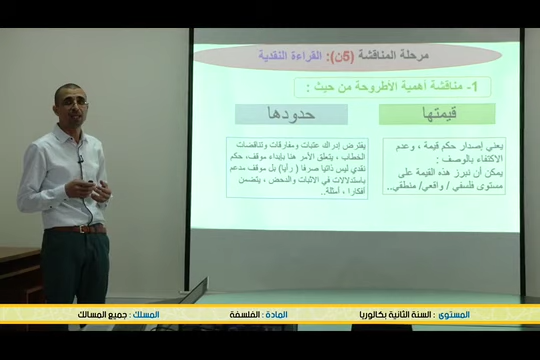 مرحلة المناقشة (5ن): القراءة النقدية
1- مناقشة أهمية الأطروحة من حيث :
قيمتها
يعني إصدار حكم قيمة ، وعدم
الاكتفاء بالوصف :
يمكن أن نبرز هذه القيمة على
مستوى فلسفي / واقعي/ منطقي..
حدودها
يفترض إدراك عتبات ومفارقات وتناقضات
الخطاب ، يتعلق الأمر هنا بإبداء موقف، حكم
نقدي ليس ذاتيا صرفا ( رأيا) بل موقف مدعم
باستدلالات في الاثبات والدحض ، يتضمن
أفكارا ، أمثلة..
المستوى : السنة الثانية بكالوريا
المادة : الفلسفة
المسلك : جميع المسالك